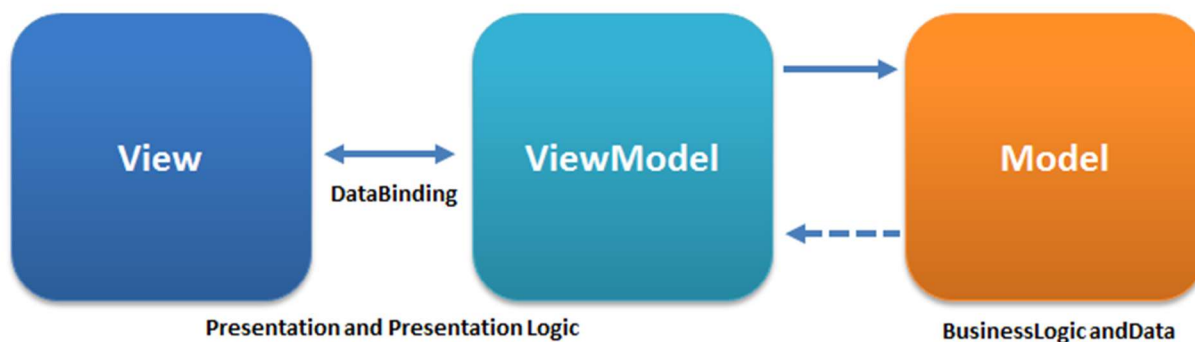 View
ViewModel
Model
DataBinding
Presentation and Presentation Logic
BusinessLogic andData